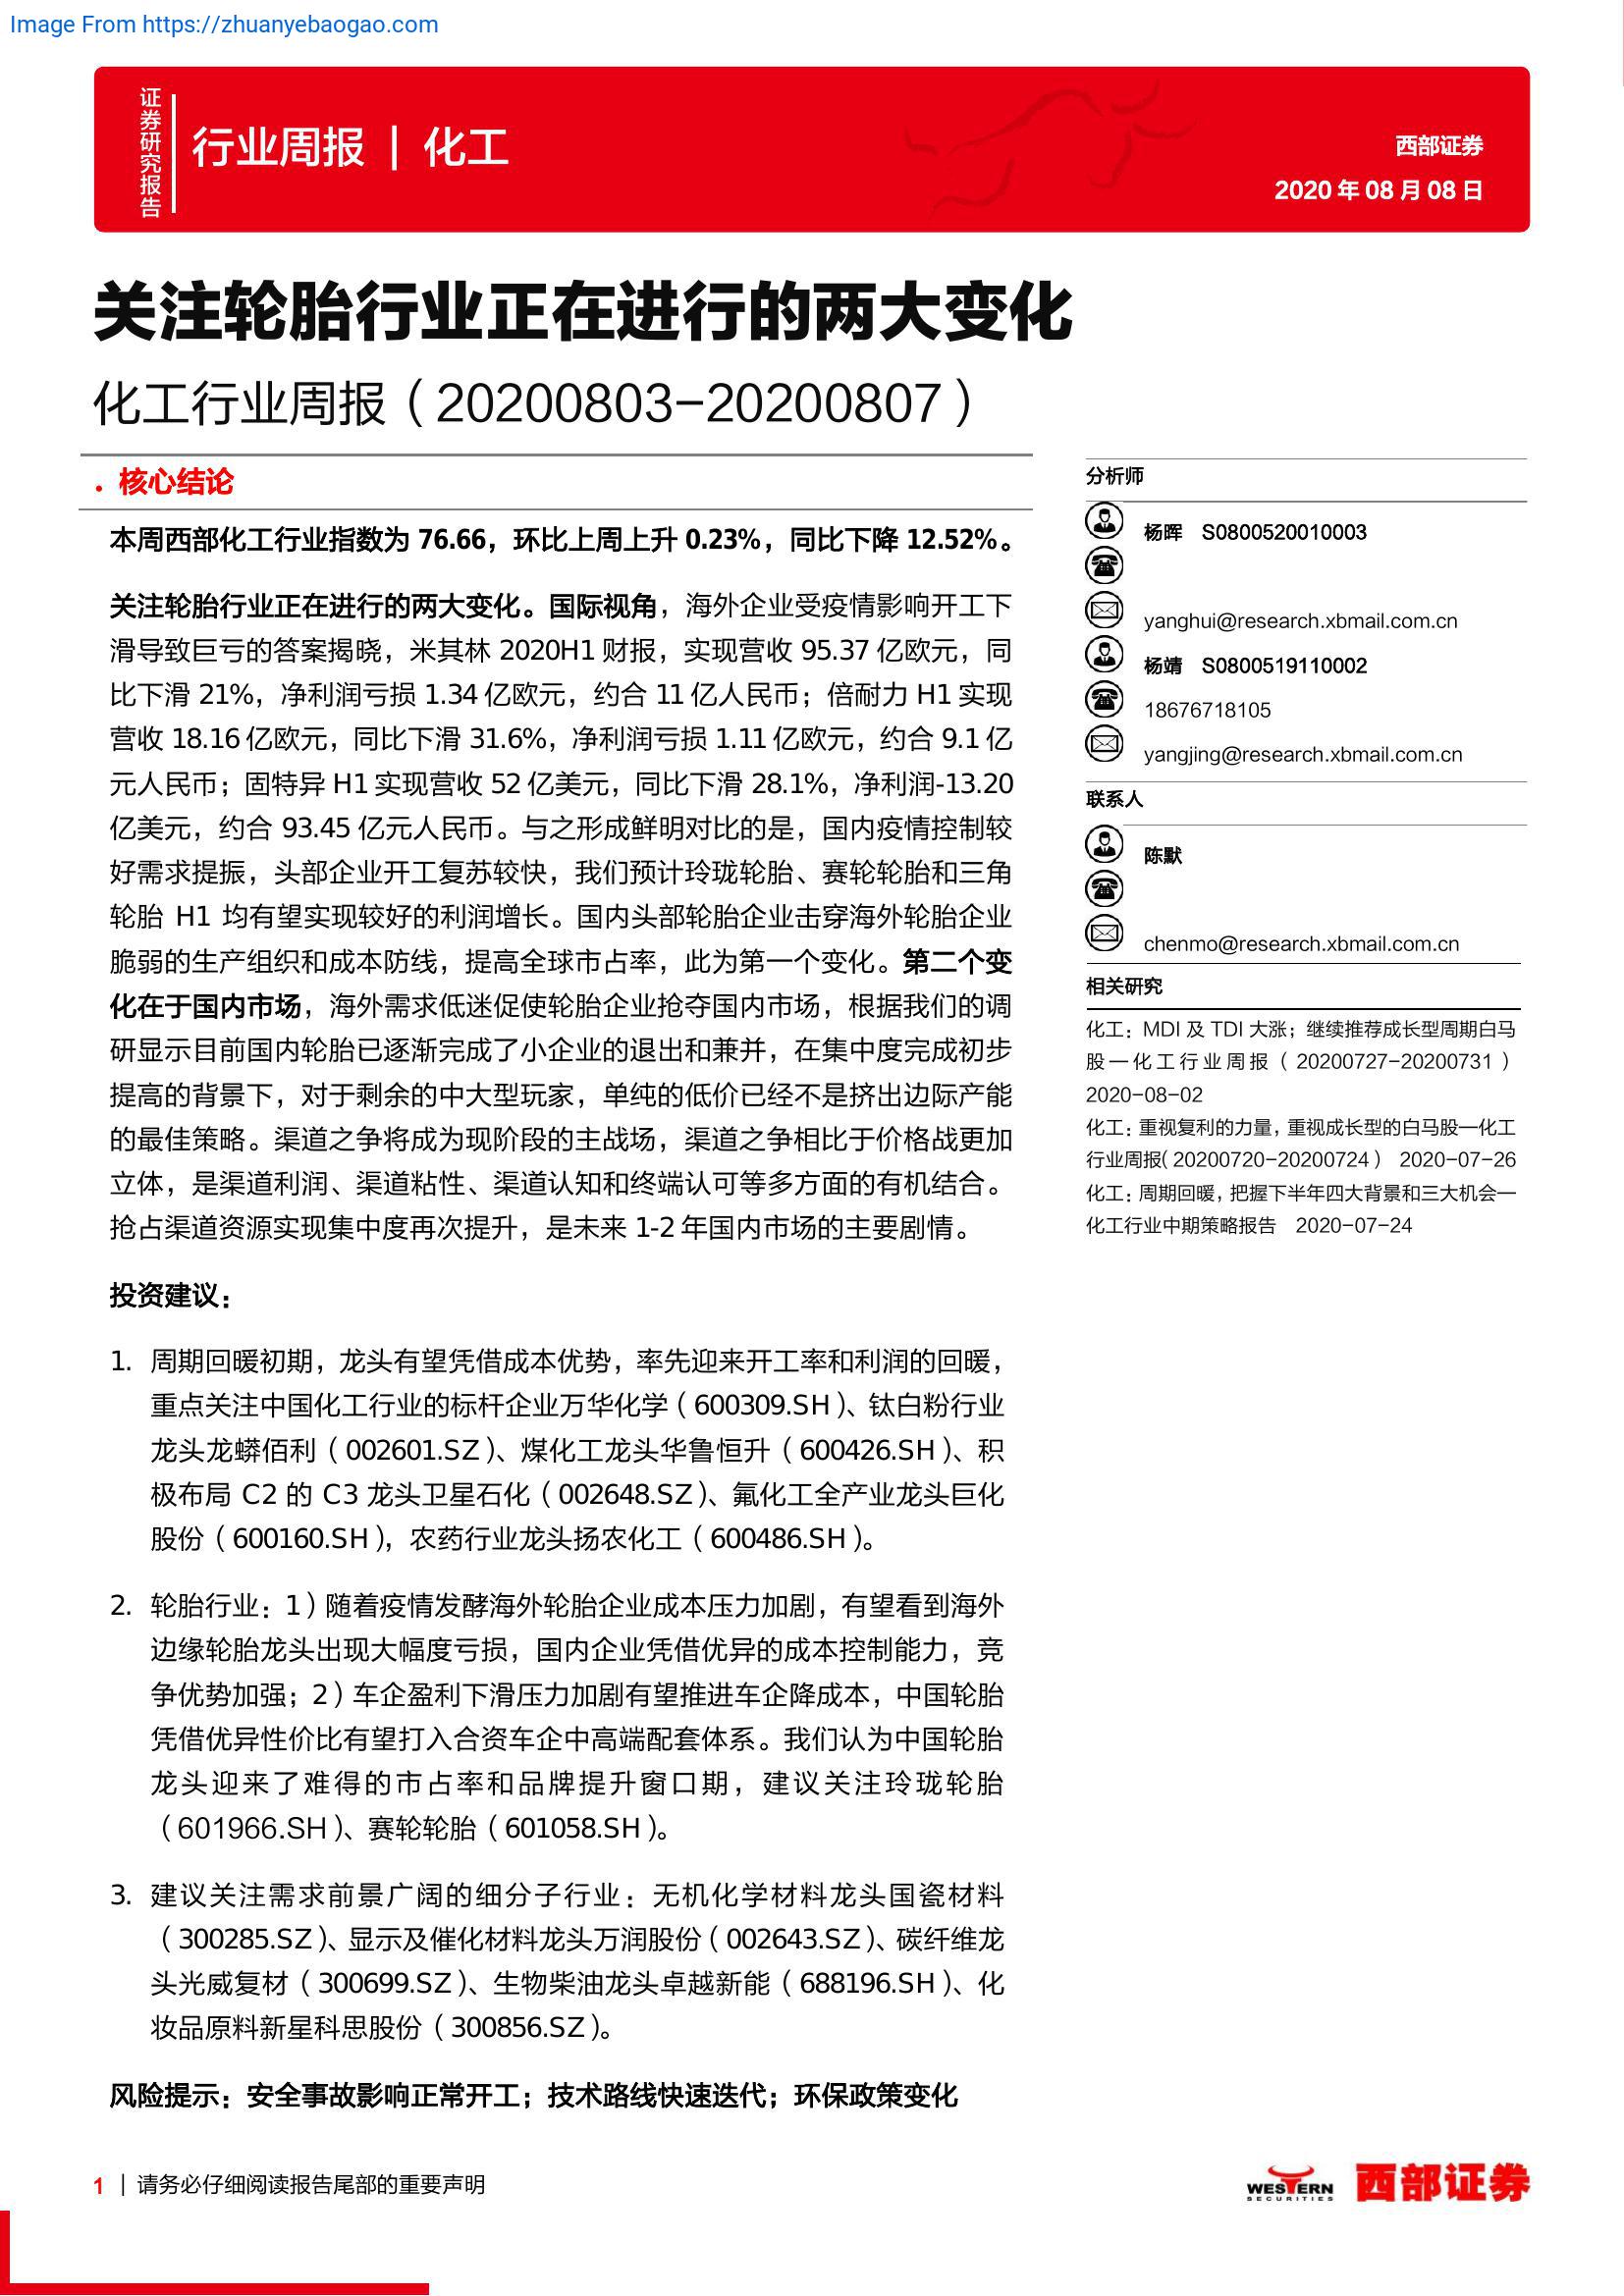 Image From https://zhuanyebaogao.com
证券研究报告
行业周报 | 化工
西部证券
2020 年 08 月 08 日
关注轮胎行业正在进行的两大变化
化工行业周报（20200803-20200807）
• 核心结论
本周西部化工行业指数为 76.66，环比上周上升 0.23%，同比下降 12.52%。
关注轮胎行业正在进行的两大变化。国际视角，海外企业受疫情影响开工下
滑导致巨亏的答案揭晓，米其林 2020H1 财报，实现营收 95.37 亿欧元，同
比下滑 21%，净利润亏损 1.34 亿欧元，约合 11 亿人民币；倍耐力 H1 实现
营收 18.16 亿欧元，同比下滑 31.6%，净利润亏损 1.11 亿欧元，约合 9.1 亿
元人民币；固特异 H1 实现营收 52 亿美元，同比下滑 28.1%，净利润-13.20
亿美元，约合 93.45 亿元人民币。与之形成鲜明对比的是，国内疫情控制较
好需求提振，头部企业开工复苏较快，我们预计玲珑轮胎、赛轮轮胎和三角
轮胎 H1 均有望实现较好的利润增长。国内头部轮胎企业击穿海外轮胎企业
脆弱的生产组织和成本防线，提高全球市占率，此为第一个变化。第二个变
化在于国内市场，海外需求低迷促使轮胎企业抢夺国内市场，根据我们的调
研显示目前国内轮胎已逐渐完成了小企业的退出和兼并，在集中度完成初步
提高的背景下，对于剩余的中大型玩家，单纯的低价已经不是挤出边际产能
的最佳策略。渠道之争将成为现阶段的主战场，渠道之争相比于价格战更加
立体，是渠道利润、渠道粘性、渠道认知和终端认可等多方面的有机结合。
抢占渠道资源实现集中度再次提升，是未来 1-2 年国内市场的主要剧情。
投资建议：
1. 周期回暖初期，龙头有望凭借成本优势，率先迎来开工率和利润的回暖，
重点关注中国化工行业的标杆企业万华化学（600309.SH）、钛白粉行业
龙头龙蟒佰利（002601.SZ）、煤化工龙头华鲁恒升（600426.SH）、积
极布局 C2 的 C3 龙头卫星石化（002648.SZ）、氟化工全产业龙头巨化
股份（600160.SH），农药行业龙头扬农化工（600486.SH）。
2. 轮胎行业：1）随着疫情发酵海外轮胎企业成本压力加剧，有望看到海外
边缘轮胎龙头出现大幅度亏损，国内企业凭借优异的成本控制能力，竞
争优势加强；2）车企盈利下滑压力加剧有望推进车企降成本，中国轮胎
凭借优异性价比有望打入合资车企中高端配套体系。我们认为中国轮胎
龙头迎来了难得的市占率和品牌提升窗口期，建议关注玲珑轮胎
（601966.SH）、赛轮轮胎（601058.SH）。
3. 建议关注需求前景广阔的细分子行业：无机化学材料龙头国瓷材料
（300285.SZ）、显示及催化材料龙头万润股份（002643.SZ）、碳纤维龙
头光威复材（300699.SZ）、生物柴油龙头卓越新能（688196.SH）、化
妆品原料新星科思股份（300856.SZ）。
风险提示：安全事故影响正常开工；技术路线快速迭代；环保政策变化
分析师
杨晖 S0800520010003
yanghui@research.xbmail.com.cn
杨靖 S0800519110002
18676718105
yangjing@research.xbmail.com.cn
联系人
陈默
chenmo@research.xbmail.com.cn
相关研究
化工：MDI 及 TDI 大涨；继续推荐成长型周期白马
股—化工行业周报（20200727-20200731）
2020-08-02
化工：重视复利的力量，重视成长型的白马股—化工
行业周报（20200720-20200724） 2020-07-26
化工：周期回暖，把握下半年四大背景和三大机会—
化工行业中期策略报告 2020-07-24
1 | 请务必仔细阅读报告尾部的重要声明
WESTERN
SECURITIES
西部证券